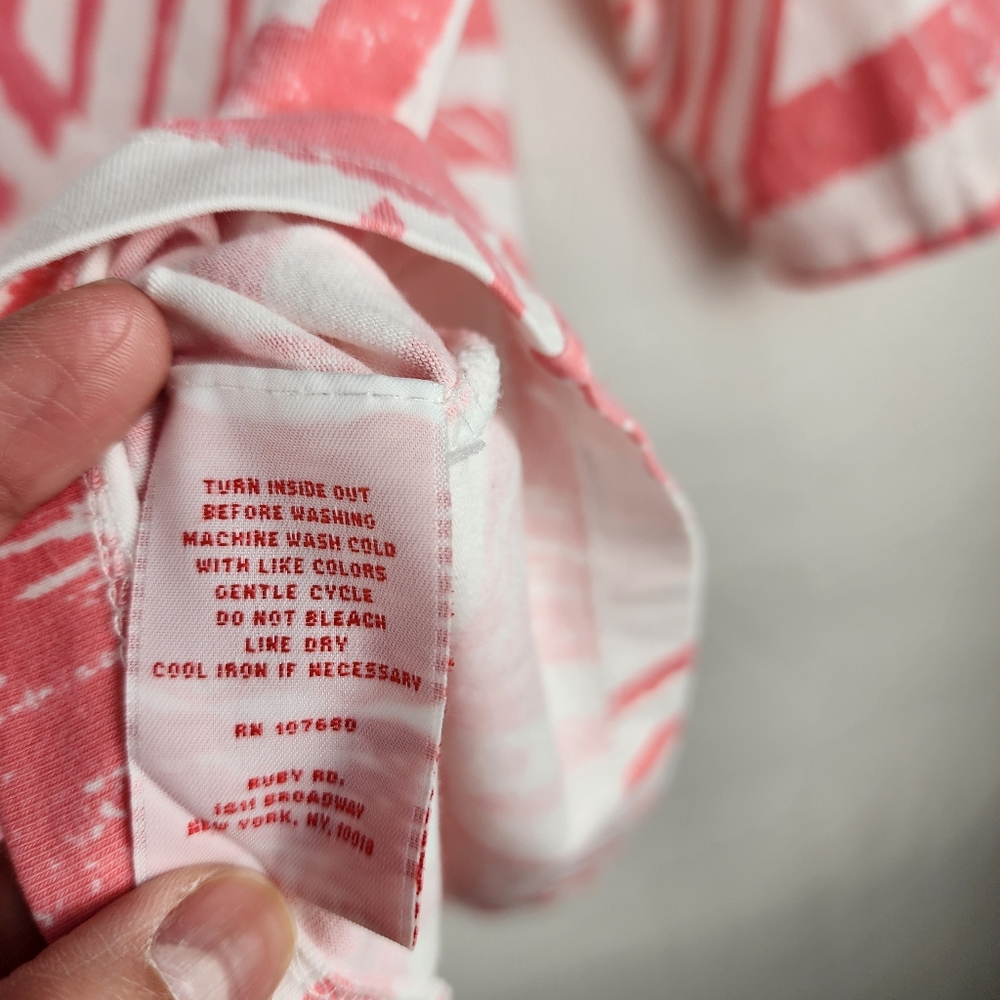 TURN INSIDE OUT
BEFORE WASHING
MACHINE WASH COLD
WITH LIKE COLORS
GENTLE CYCLE
DO NOT BLEACH
LINE DRY
COOL IRON IF NECESSARY
RN 107680
RUBY RD.
1411 BROADWAY
NEW YORK, NY, 10018